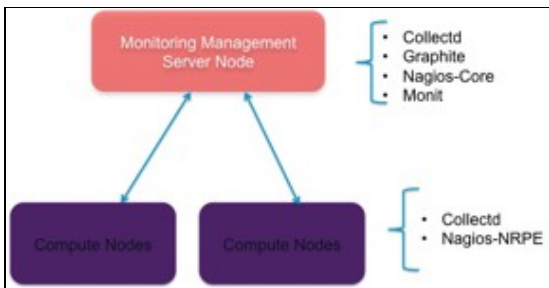 Monitoring Management
Server Node
• Collectd
• Graphite
• Nagios-Core
• Monit
Compute Nodes
Compute Nodes
• Collectd
• Nagios-NRPE